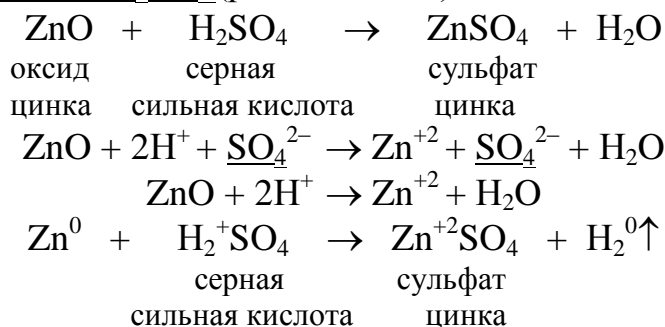 ZnO + H₂SO₄ → ZnSO₄ + H₂O
оксид серная сульфат
цинка сильная кислота цинка
ZnO + 2H⁺ + SO₄²⁻ → Zn⁺² + SO₄²⁻ + H₂O
ZnO + 2H⁺ → Zn⁺² + H₂O
Zn⁰ + H₂⁺SO₄ → Zn⁺²SO₄ + H₂⁰↑
серная сульфат
сильная кислота цинка